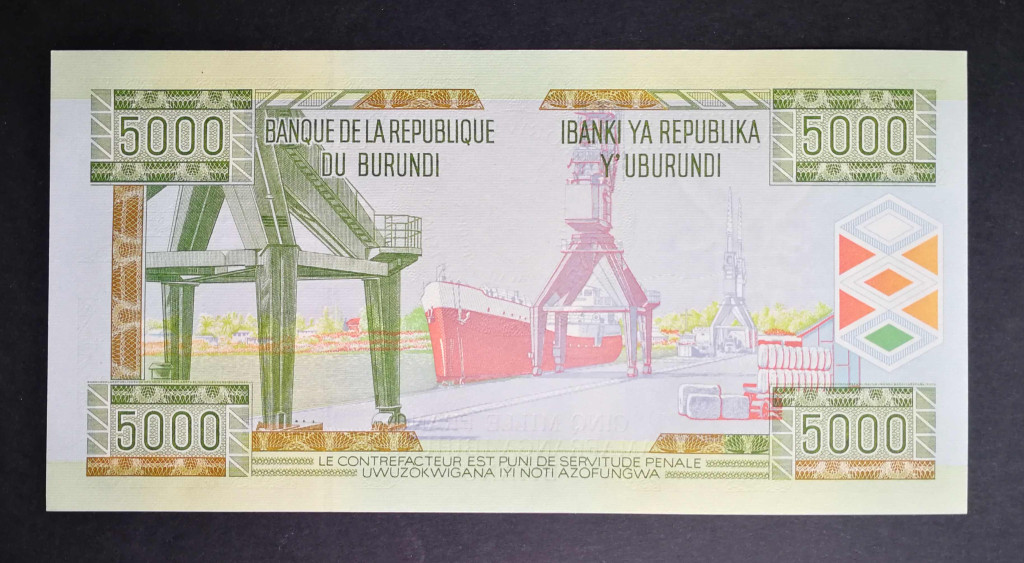 5000
BANQUE DE LA REPUBLIQUE
DU BURUNDI
IBANKI YA REPUBLIKA
Y'UBURUNDI
5000
5000
5000
LE CONTREFACTEUR EST PUNI DE SERVITUDE PENALE
UWUZOKWIGANA IYI NOTI AZOFUNGWA